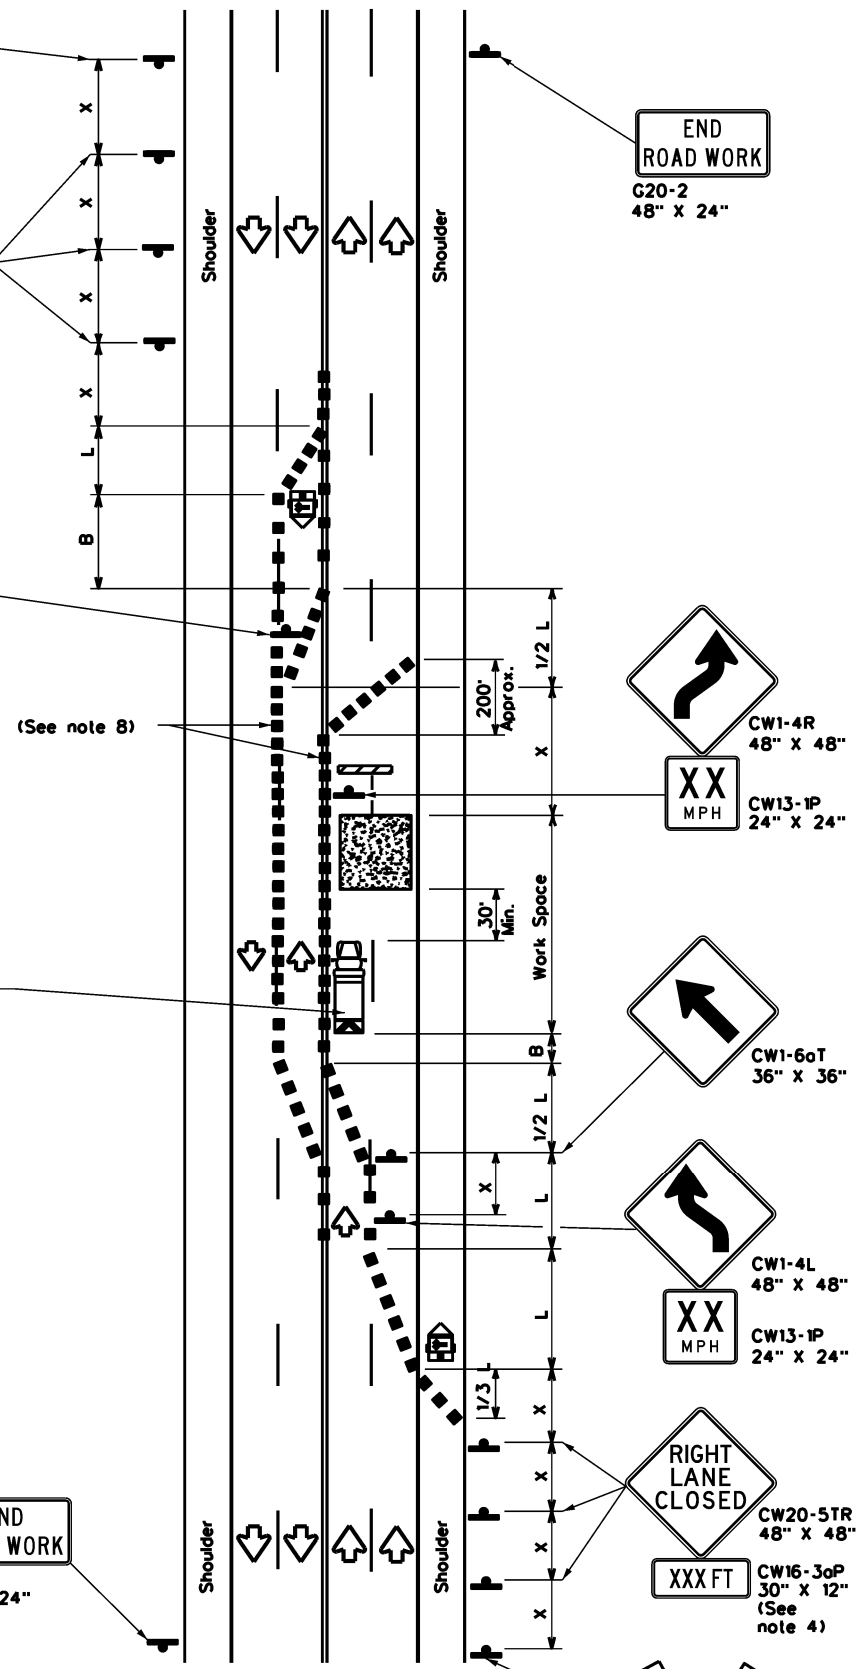 END
ROAD WORK
G20-2
48" X 24"
X
X
X
X
L
B
Shoulder
Shoulder
1/2 L
200'
Approx.
X
(See note 8)
CW1-4R
48" X 48"
XX
MPH
CW13-1P
24" X 24"
Work Space
30'
Min.
B
CW1-6aT
36" X 36"
1/2 L
X
L
CW1-4L
48" X 48"
XX
MPH
CW13-1P
24" X 24"
L
1/3 L
X
X
X
X
RIGHT
LANE
CLOSED
CW20-5TR
48" X 48"
XXX FT
CW16-3aP
30" X 12"
(See
note 4)
Shoulder
Shoulder
ND
WORK
24"